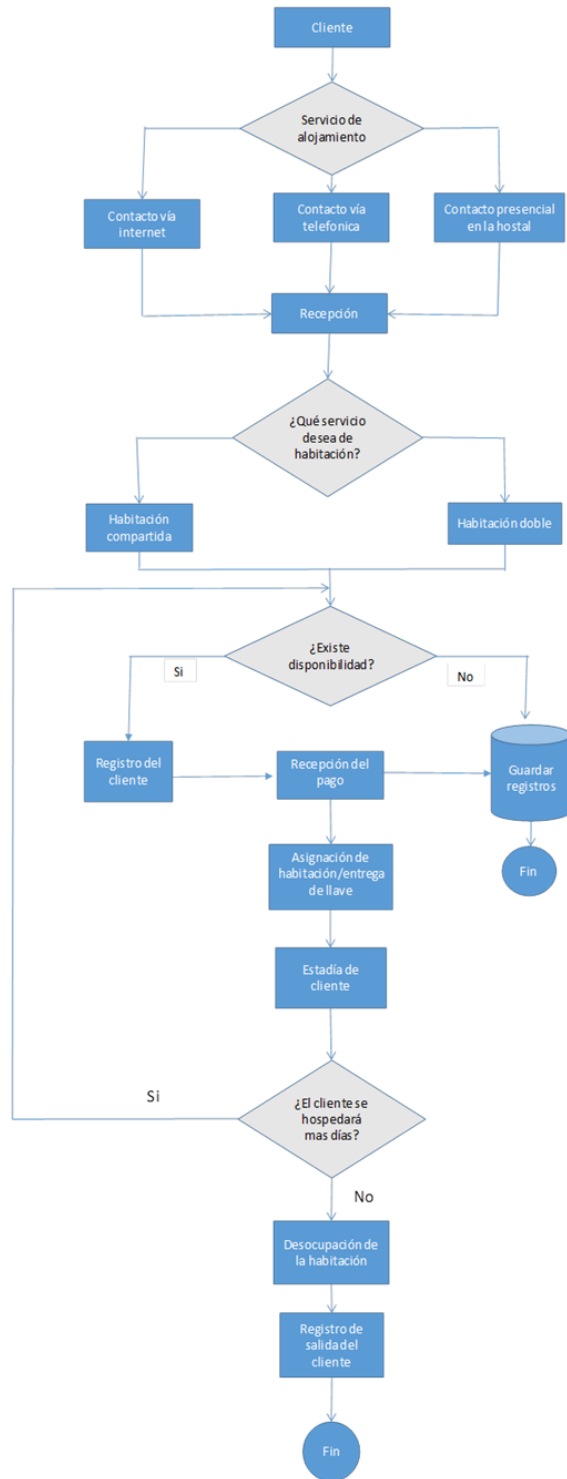 Cliente
Servicio de
alojamiento
Contacto vía
internet
Contacto vía
telefonica
Contacto presencial
en la hostal
Recepción
¿Qué servicio
desea de
habitación?
Habitación
compartida
Habitación doble
¿Existe
disponibilidad?
Si
No
Registro del
cliente
Recepción del
pago
Guardar
registros
Asignación de
habitación/entrega
de llave
Fin
Estadía de
cliente
Si
¿El cliente se
hospedará
mas días?
No
Desocupación de
la habitación
Registro de
salida del
cliente
Fin